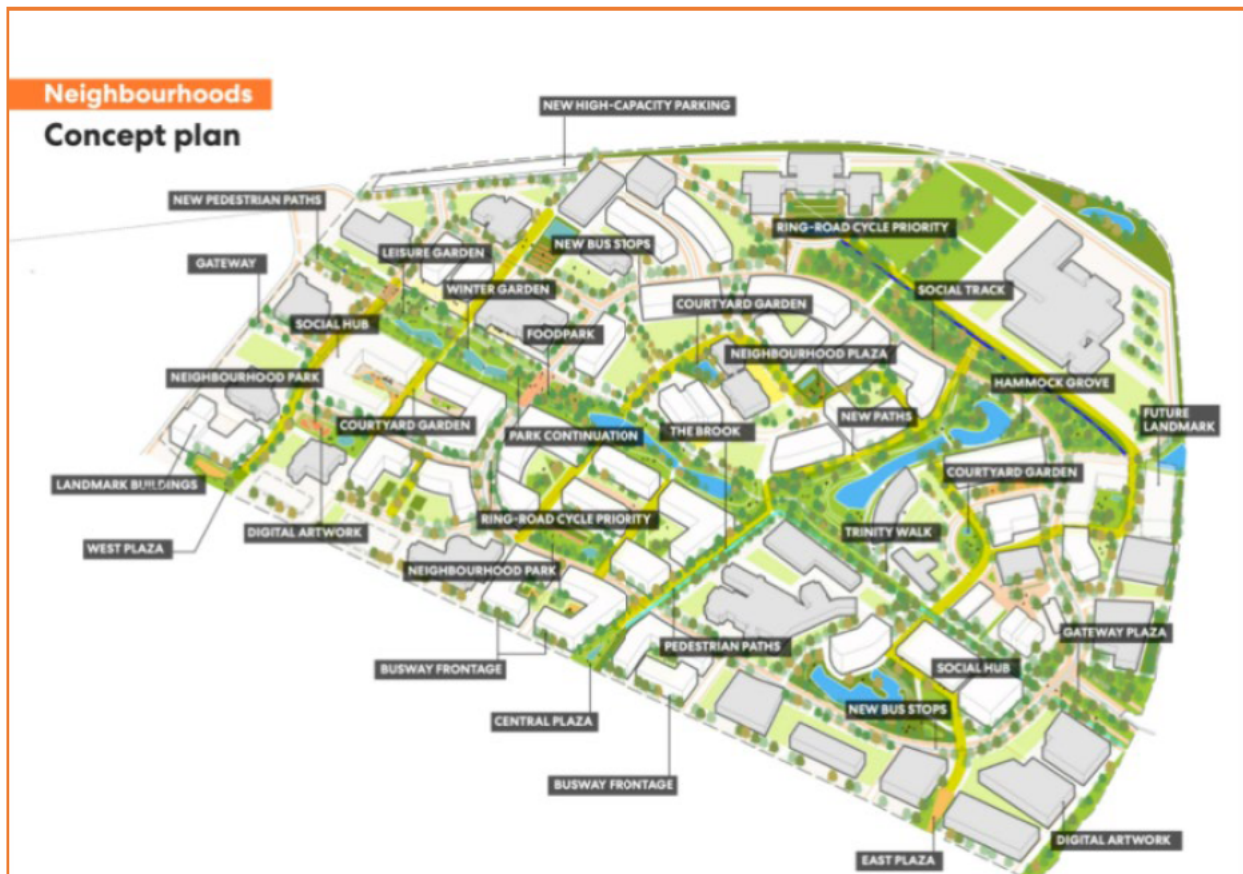 Neighbourhoods
Concept plan
NEW HIGH-CAPACITY PARKING
NEW PEDESTRIAN PATHS
RING-ROAD CYCLE PRIORITY
NEW BUS STOPS
LEISURE GARDEN
GATEWAY
WINTER GARDEN
SOCIAL TRACK
COURTYARD GARDEN
SOCIAL HUB
FOODPARK
NEIGHBOURHOOD PLAZA
NEIGHBOURHOOD PARK
HAMMOCK GROVE
NEW PATHS
FUTURE
LANDMARK
COURTYARD GARDEN
PARK CONTINUATION
THE BROOK
COURTYARD GARDEN
LANDMARK BUILDINGS
RING-ROAD CYCLE PRIORITY
DIGITAL ARTWORK
TRINITY WALK
WEST PLAZA
NEIGHBOURHOOD PARK
GATEWAY PLAZA
PEDESTRIAN PATHS
BUSWAY FRONTAGE
SOCIAL HUB
NEW BUS STOPS
CENTRAL PLAZA
BUSWAY FRONTAGE
DIGITAL ARTWORK
EAST PLAZA